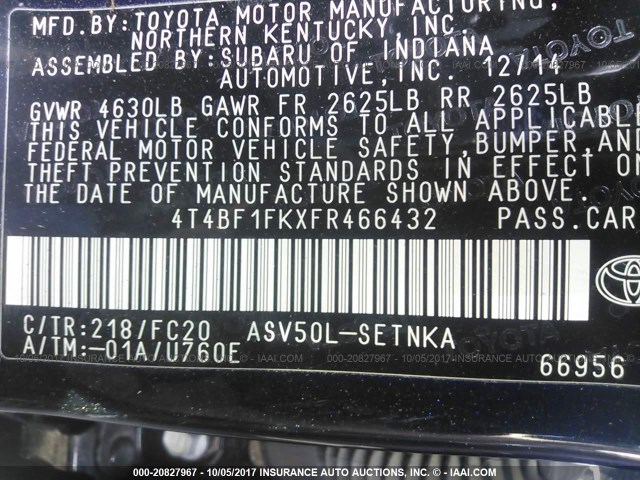 MFD.BY:TOYOTA MOTOR MANUFACTURING,
NORTHERN KENTUCKY,INC.
ASSEMBLED BY:SUBARU OF INDIANA
AUTOMOTIVE,INC. 12/14
GVWR 4630LB GAWR FR 2625LB RR 2625LB
THIS VEHICLE CONFORMS TO ALL APPLICABLE
FEDERAL MOTOR VEHICLE SAFETY,BUMPER,AND
THEFT PREVENTION STANDARDS IN EFFECT ON
THE DATE OF MANUFACTURE SHOWN ABOVE.
4T4BF1FKXFR466432 PASS.CAR
C/TR:218/FC20 ASV50L-SETNKA
A/TM:-01A/U760E
66956
000-20827967 - 10/05/2017 INSURANCE AUTO AUCTIONS, INC. - WWW.IAAI.COM